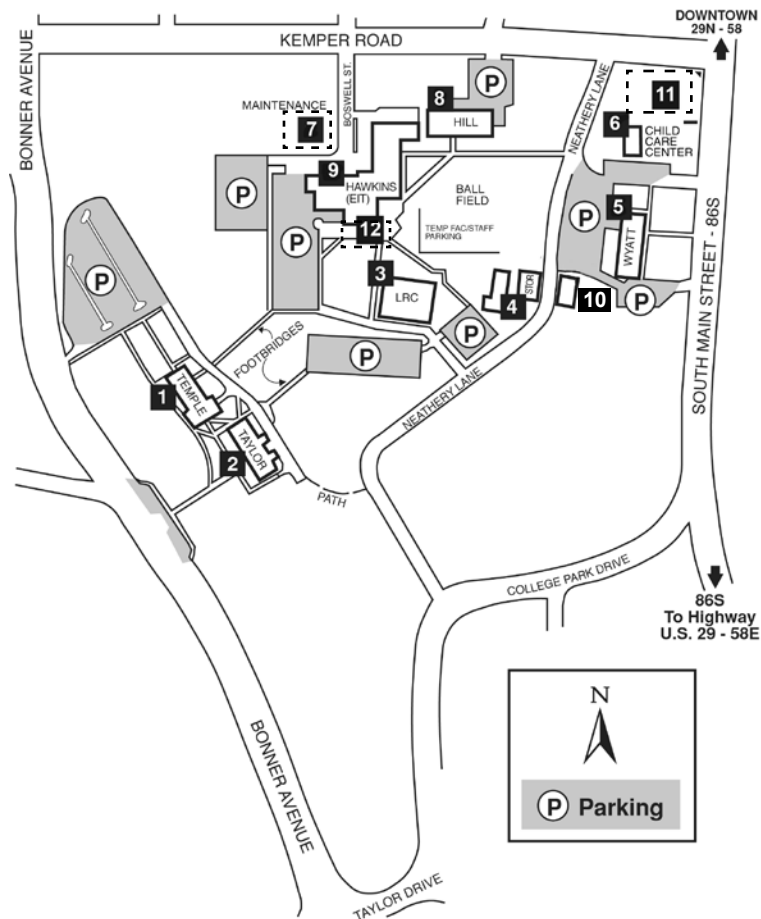 DOWNTOWN
29N - 58
KEMPER ROAD
BONNER AVENUE
BOSWELL ST.
MAINTENANCE
7
8
HILL
P
NEATHERY LANE
11
6
CHILD
CARE
CENTER
9
HAWKINS
(EIT)
P
BALL
FIELD
TEMP FAC/STAFF
PARKING
5
P
WYATT
12
P
3
LRC
STOR
4
10
P
P
P
P
FOOTBRIDGES
SOUTH MAIN STREET - 86S
1
TEMPLE
2
TAYLOR
NEATHERY LANE
PATH
COLLEGE PARK DRIVE
86S
To Highway
U.S. 29 - 58E
N
P Parking
BONNER AVENUE
TAYLOR DRIVE